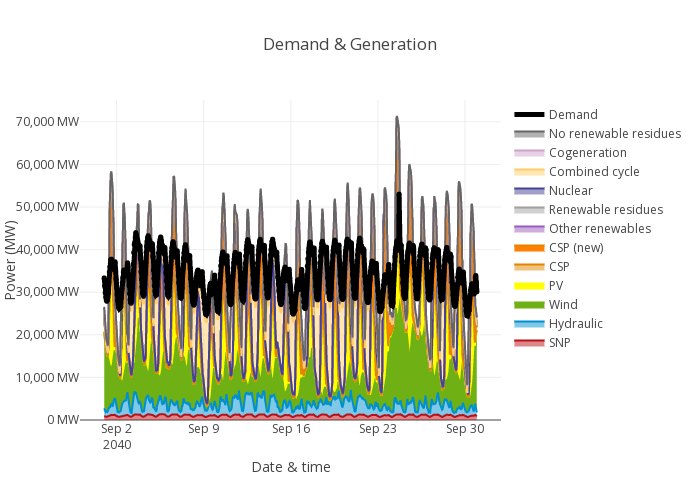 Demand & Generation
70,000 MW
60,000 MW
50,000 MW
40,000 MW
30,000 MW
20,000 MW
10,000 MW
0 MW
Power (MW)
Sep 2
2040
Sep 9
Sep 16
Sep 23
Sep 30
Date & time
Demand
No renewable residues
Cogeneration
Combined cycle
Nuclear
Renewable residues
Other renewables
CSP (new)
CSP
PV
Wind
Hydraulic
SNP